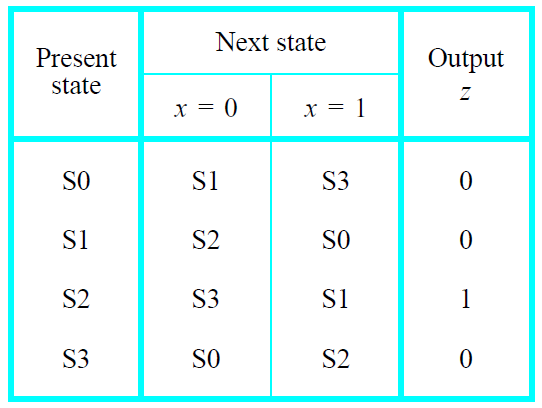 Present state Next state Output z
x = 0 x = 1
S0 S1 S3 0
S1 S2 S0 0
S2 S3 S1 1
S3 S0 S2 0